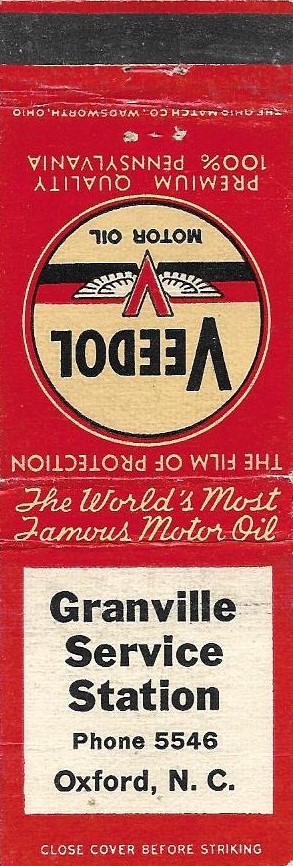 THE OHIO MATCH CO. WADSWORTH, OHIO
PREMIUM QUALITY
100% PENNSYLVANIA
MOTOR OIL
VEEDOL
THE FILM OF PROTECTION
The World's Most
Famous Motor Oil
Granville
Service
Station
Phone 5546
Oxford, N. C.
CLOSE COVER BEFORE STRIKING